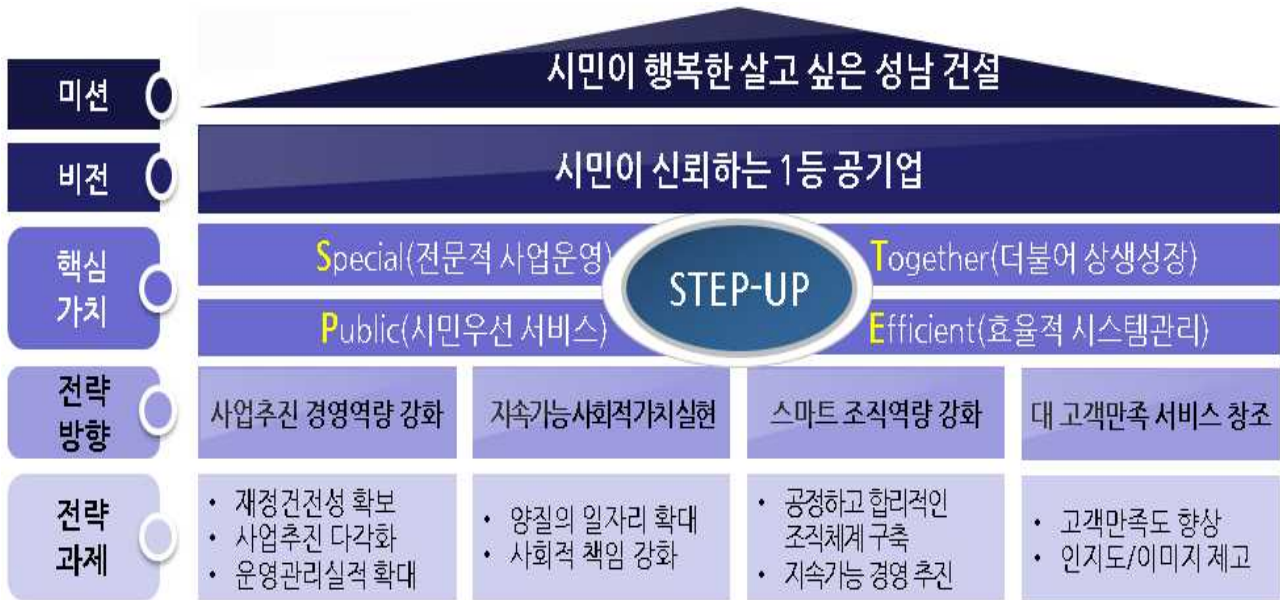 미션
시민이 행복한 살고 싶은 성남 건설
비전
시민이 신뢰하는 1등 공기업
핵심
가치
Special(전문적 사업운영)
Together(더불어 상생성장)
STEP-UP
Public(시민우선 서비스)
Efficient(효율적 시스템관리)
전략
방향
사업추진 경영역량 강화
지속가능사회적가치실현
스마트 조직역량 강화
대 고객만족 서비스 창조
전략
과제
• 재정건전성 확보
• 사업추진 다각화
• 운영관리실적 확대
• 양질의 일자리 확대
• 사회적 책임 강화
• 공정하고 합리적인
조직체계 구축
• 지속가능 경영 추진
• 고객만족도 향상
• 인지도/이미지 제고